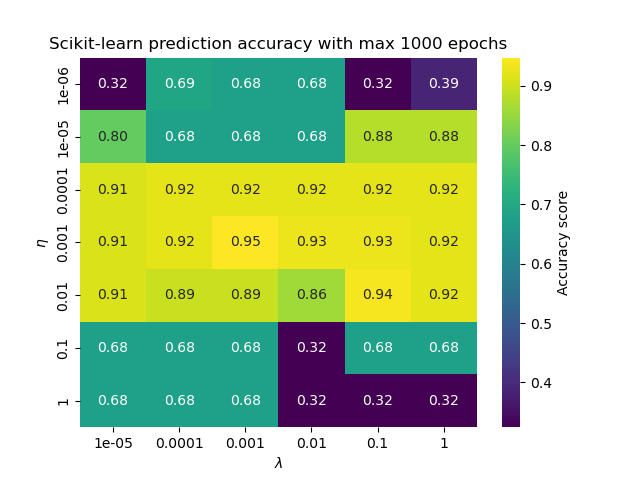 Scikit-learn prediction accuracy with max 1000 epochs
1e-06 0.32 0.69 0.68 0.68 0.32 0.39
1e-05 0.80 0.68 0.68 0.68 0.88 0.88
0.0001 0.91 0.92 0.92 0.92 0.92 0.92
0.001 0.91 0.92 0.95 0.93 0.93 0.92
0.01 0.91 0.89 0.89 0.86 0.94 0.92
0.1 0.68 0.68 0.68 0.32 0.68 0.68
1 0.68 0.68 0.68 0.32 0.32 0.32
η
1e-05 0.0001 0.001 0.01 0.1 1
λ
0.9
0.8
0.7
0.6
0.5
0.4
Accuracy score